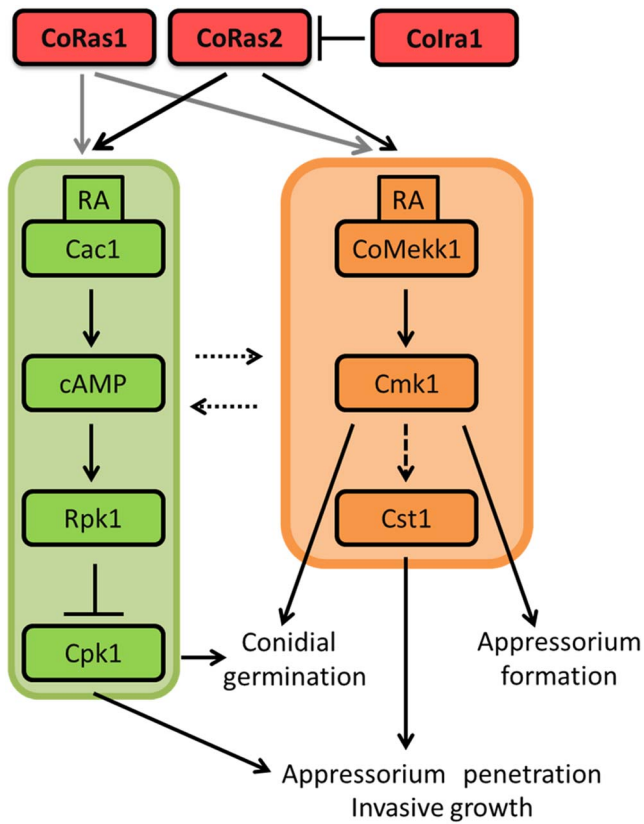 CoRas1
CoRas2
CoIra1
RA
RA
Cac1
CoMekk1
cAMP
Cmk1
Rpk1
Cst1
Cpk1
Conidial
germination
Appressorium
formation
Appressorium penetration
Invasive growth